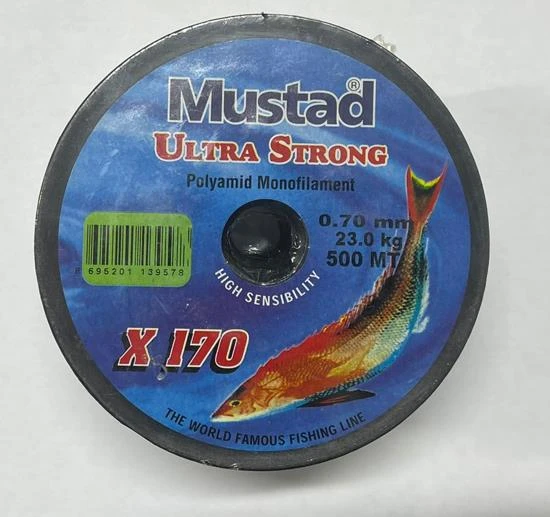 Mustad®
ULTRA STRONG
Polyamid Monofilament
0.70 mm
23.0 kg
500 MT
8 695201 139578
HIGH SENSIBILITY
X 170
THE WORLD FAMOUS FISHING LINE